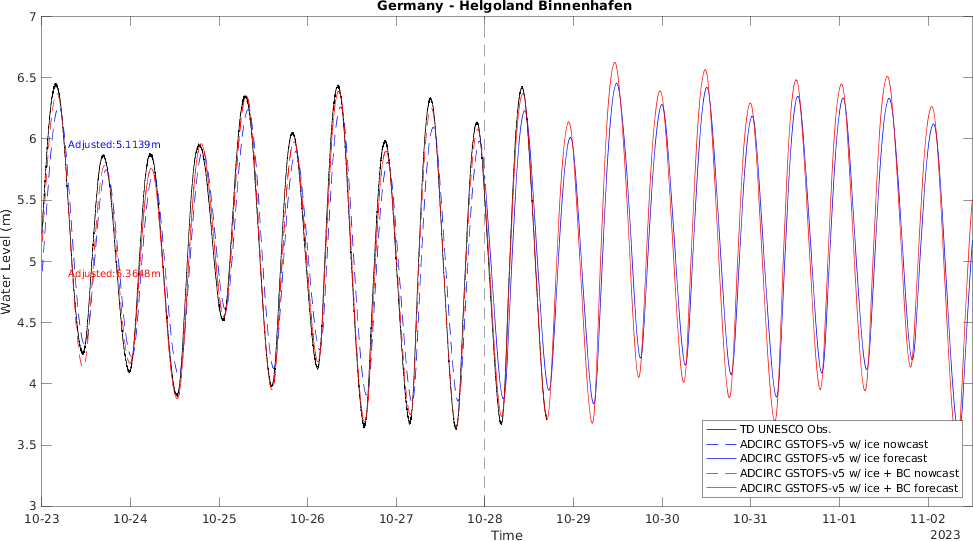 Germany - Helgoland Binnenhafen
7
6.5
6
5.5
5
4.5
4
3.5
3
Water Level (m)
Adjusted:5.1139m
Adjusted:5.3648m
TD UNESCO Obs.
ADCIRC GSTOFS-v5 w/ ice nowcast
ADCIRC GSTOFS-v5 w/ ice forecast
ADCIRC GSTOFS-v5 w/ ice + BC nowcast
ADCIRC GSTOFS-v5 w/ ice + BC forecast
10-23 10-24 10-25 10-26 10-27 10-28 10-29 10-30 10-31 11-01 11-02
2023
Time